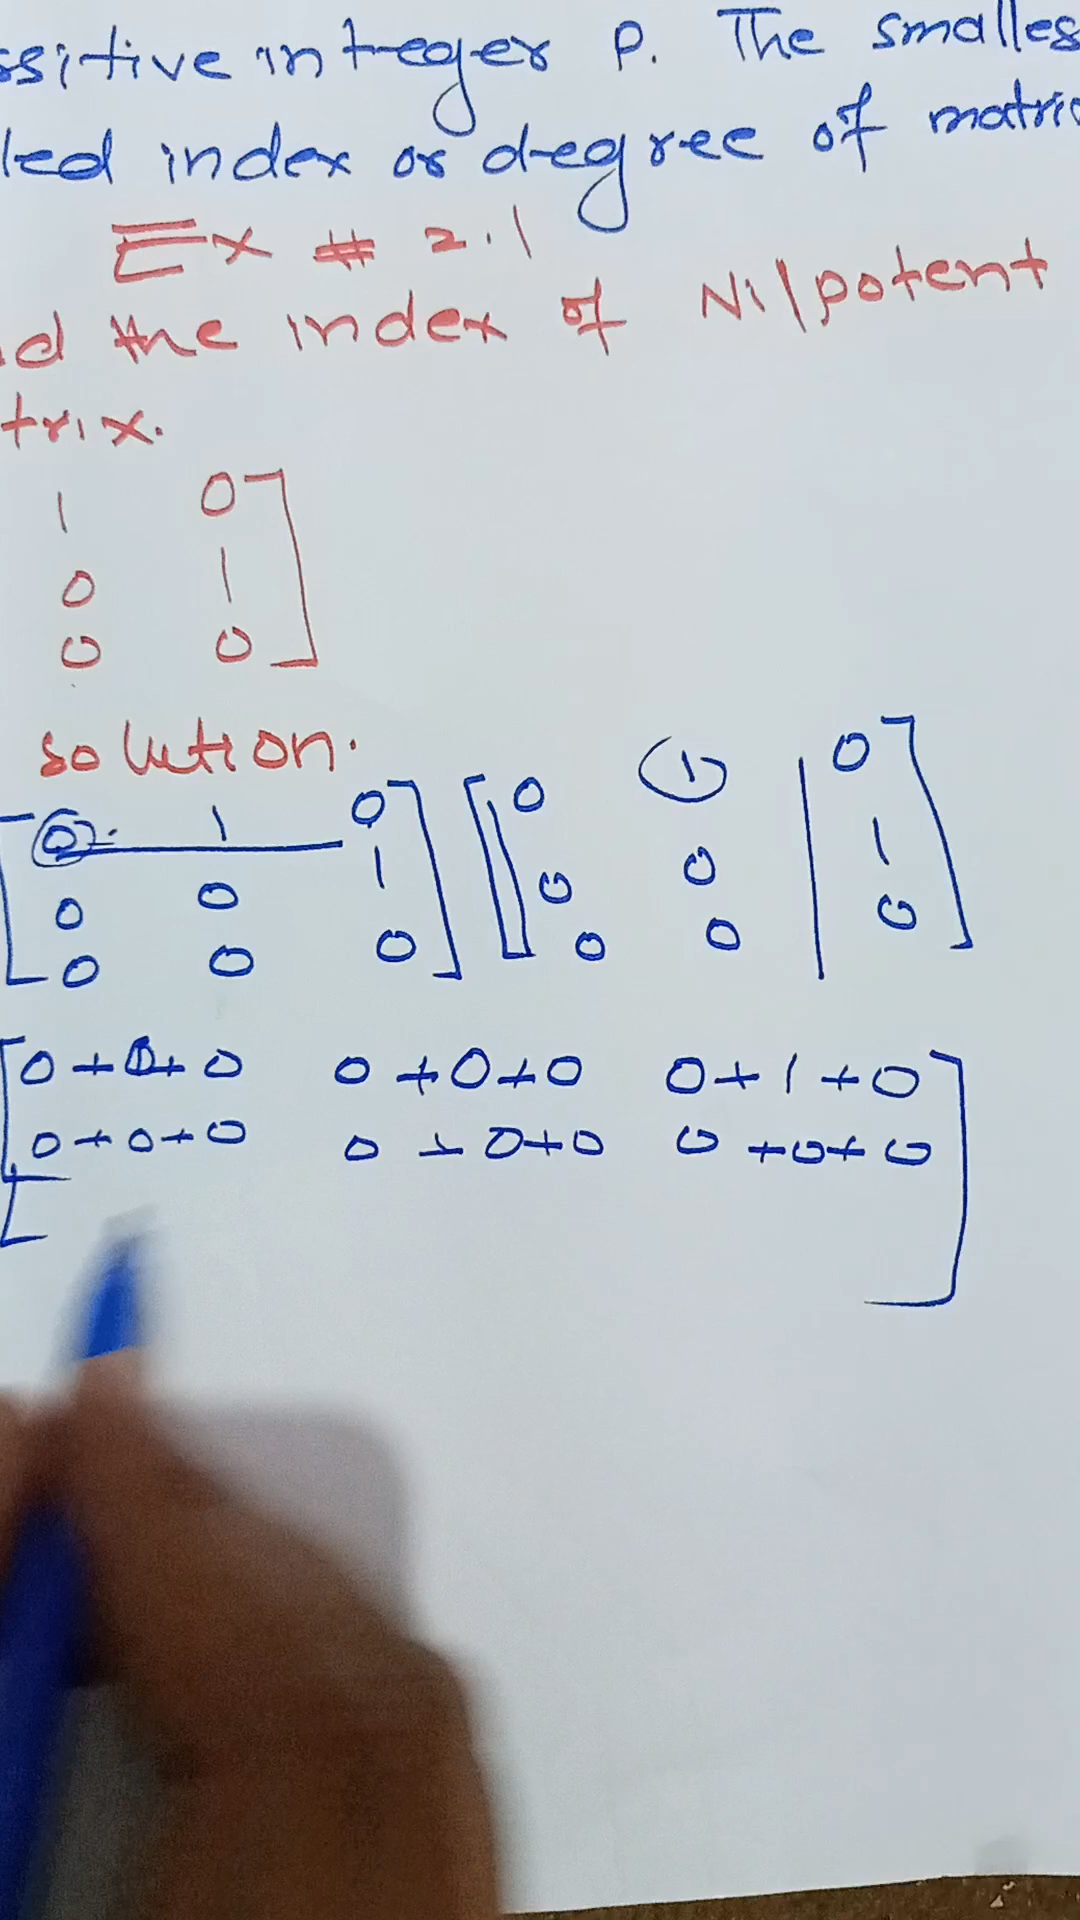 ssitive integer P. The smalles
led index or degree of matric
Ex # 2.1
d the index of Nilpotent
trix.
1 0
0 1
0 0
solution.
0 1 0 0 1 0
0 0 1 0 0 1
0 0 0 0 0 0
0+0+0 0+0+0 0+1+0
0+0+0 0+0+0 0+0+0